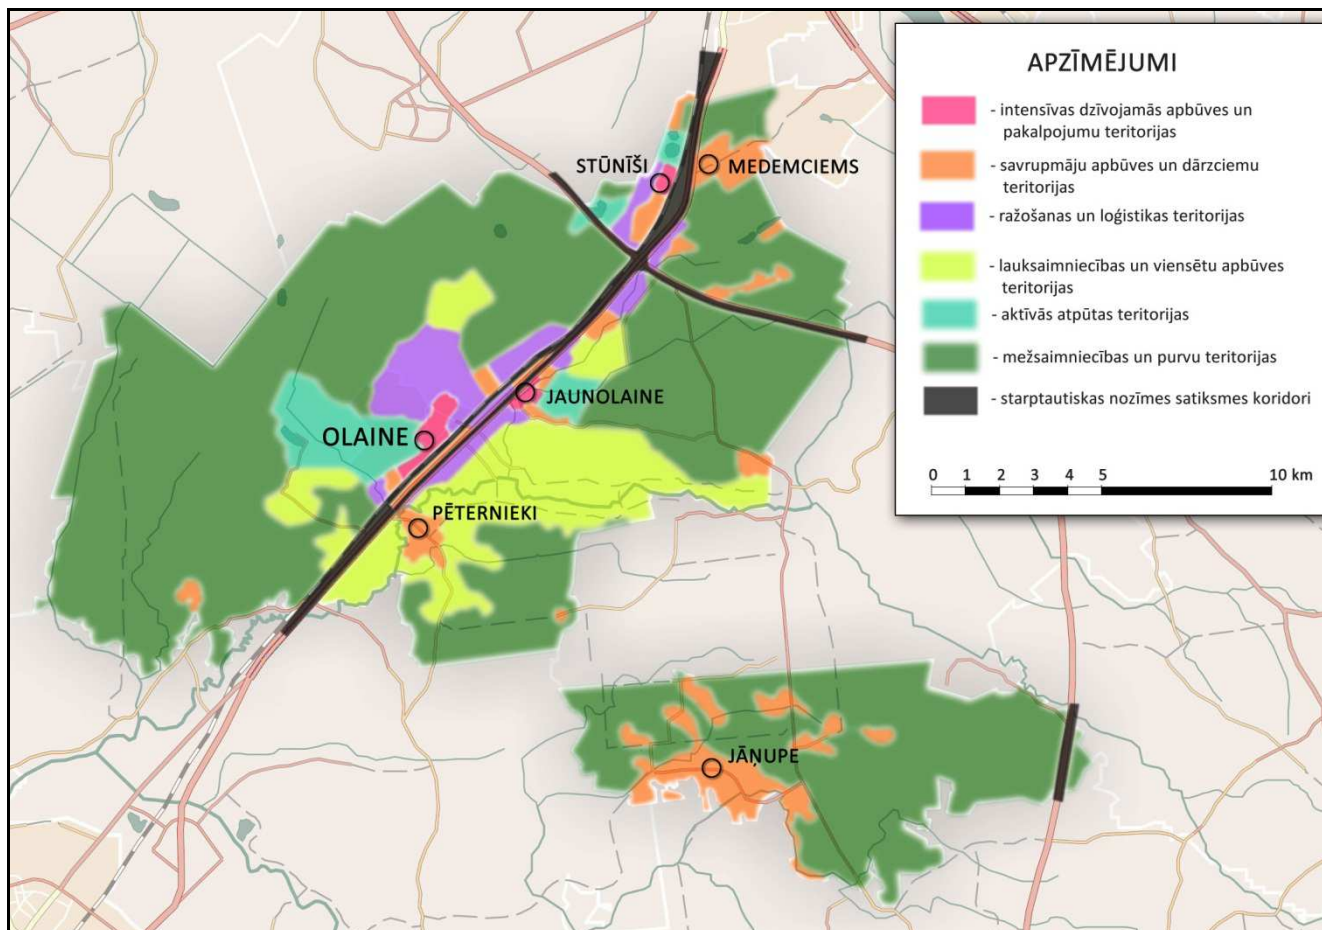 APZĪMĒJUMI
- intensīvas dzīvojamās apbūves un
pakalpojumu teritorijas
- savrupmāju apbūves un dārzciemu
teritorijas
- ražošanas un loģistikas teritorijas
- lauksaimniecības un viensētu apbūves
teritorijas
- aktīvās atpūtas teritorijas
- mežsaimniecības un purvu teritorijas
- starptautiskas nozīmes satiksmes koridori
0 1 2 3 4 5 10 km
STŪNĪŠI
MEDEMCIEMS
JAUNOLAINE
OLAINE
PĒTERNIEKI
JĀŅUPE